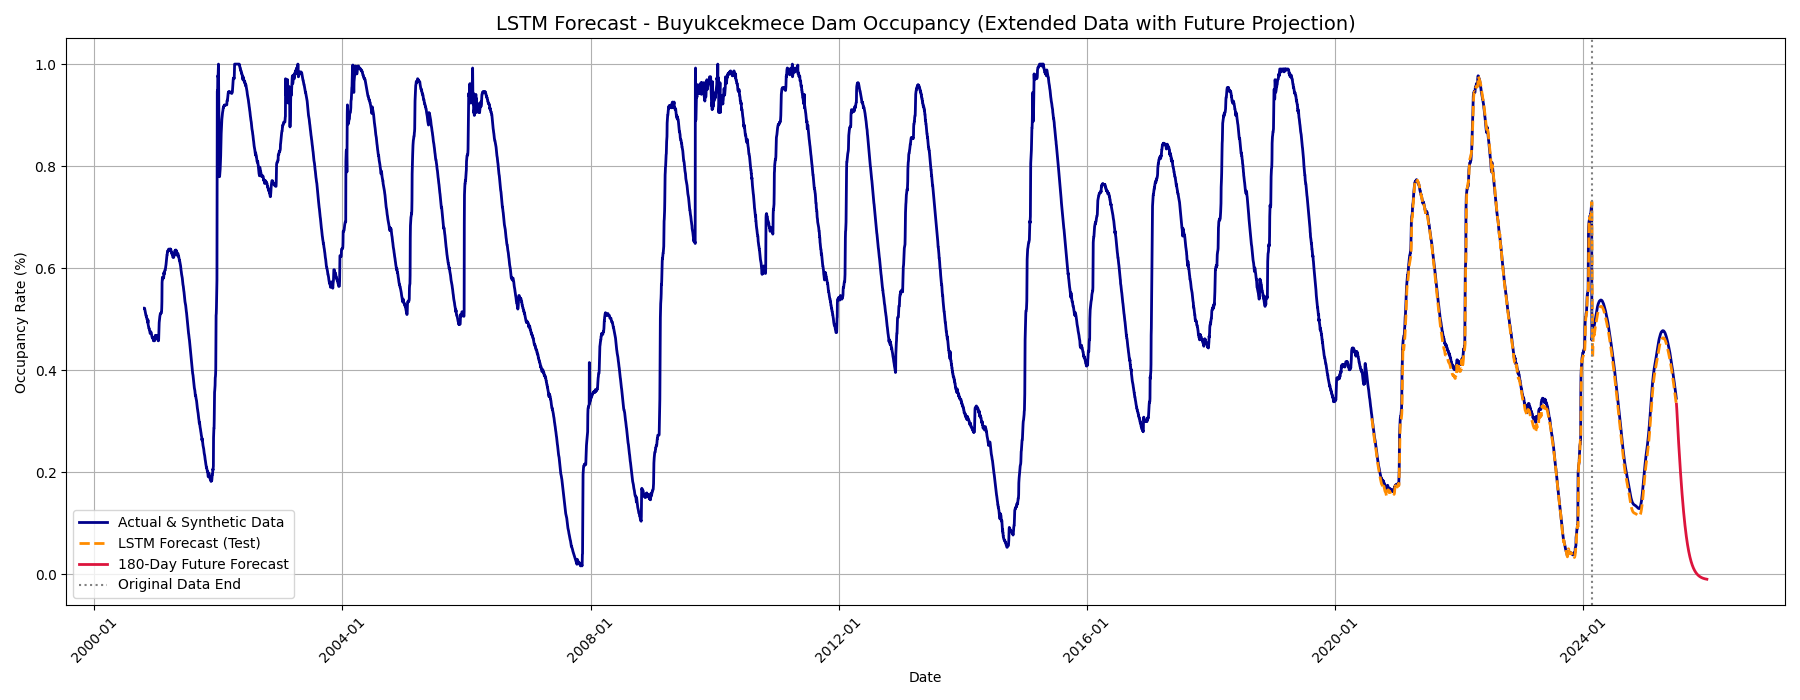 LSTM Forecast - Buyukcekmece Dam Occupancy (Extended Data with Future Projection)
Occupancy Rate (%)
1.0
0.8
0.6
0.4
0.2
0.0
Actual & Synthetic Data
LSTM Forecast (Test)
180-Day Future Forecast
Original Data End
2000-01
2004-01
2008-01
2012-01
2016-01
2020-01
2024-01
Date